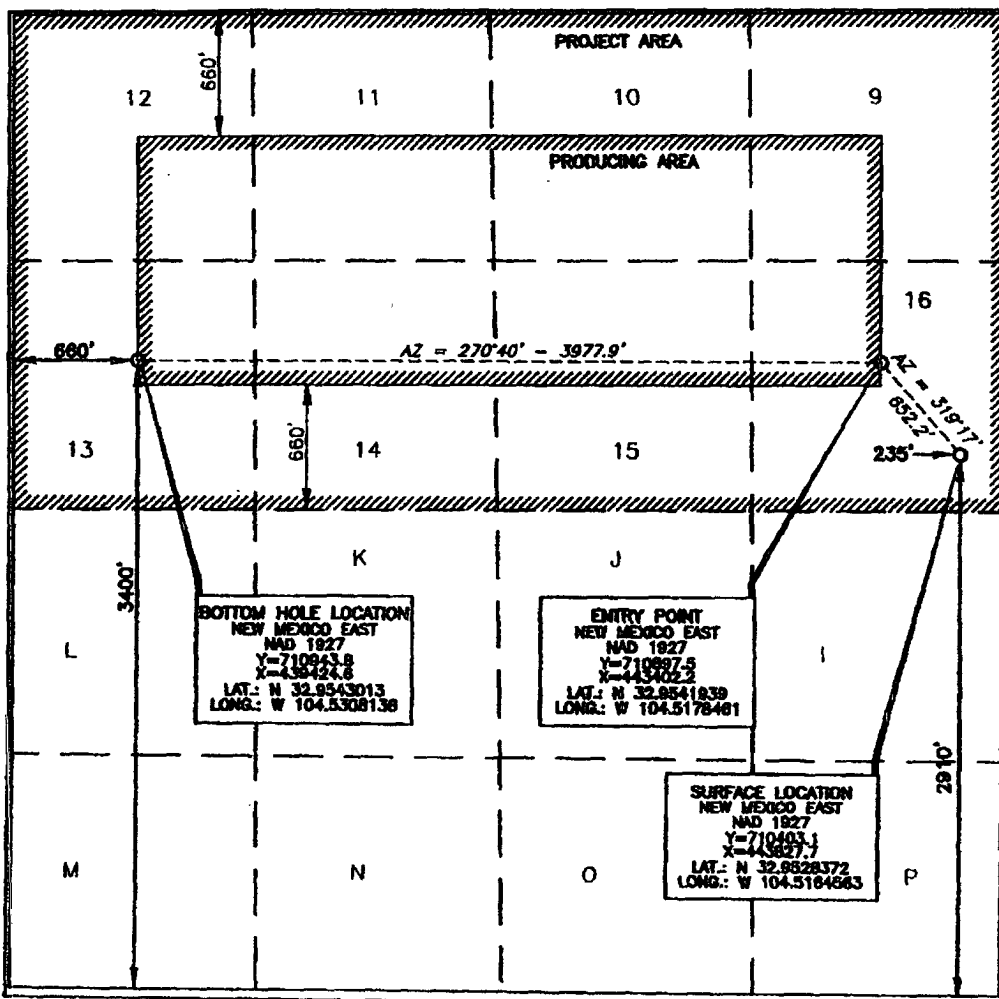 PROJECT AREA
660'
12
11
10
9
PRODUCING AREA
16
660'
AZ = 270°40' - 3977.9'
AZ = 319°17'
652.2'
235'
13
660'
14
15
K
J
3400'
L
I
BOTTOM HOLE LOCATION
NEW MEXICO EAST
NAD 1927
Y=710943.8
X=439424.6
LAT.: N 32.9543013
LONG.: W 104.5308136
ENTRY POINT
NEW MEXICO EAST
NAD 1927
Y=710897.5
X=443402.2
LAT.: N 32.9541939
LONG.: W 104.5178461
2910'
SURFACE LOCATION
NEW MEXICO EAST
NAD 1927
Y=710403.1
X=443827.7
LAT.: N 32.9528372
LONG.: W 104.5164563
M
N
O
P